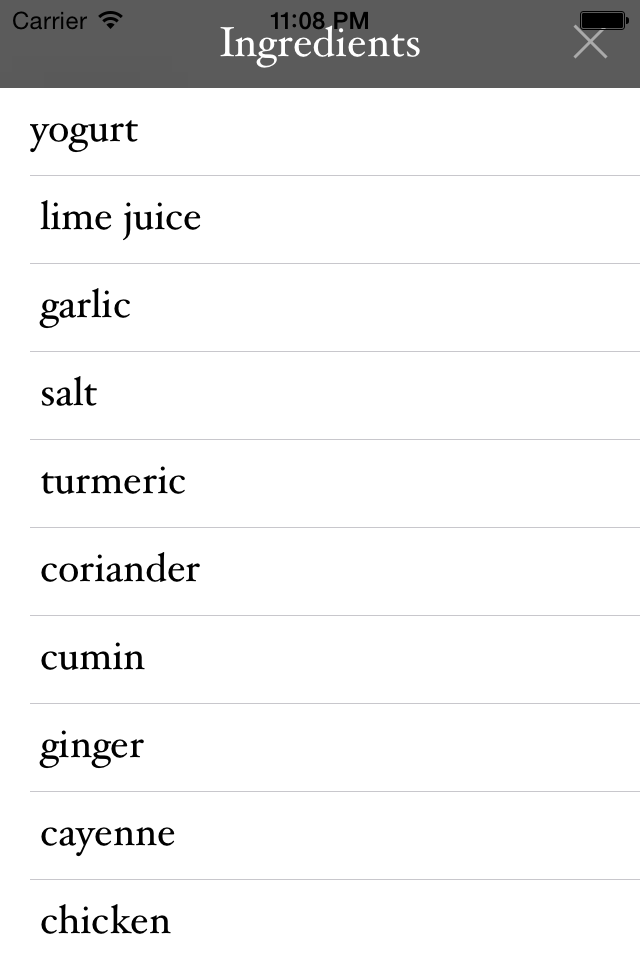 Carrier 11:08 PM
Ingredients
yogurt
lime juice
garlic
salt
turmeric
coriander
cumin
ginger
cayenne
chicken